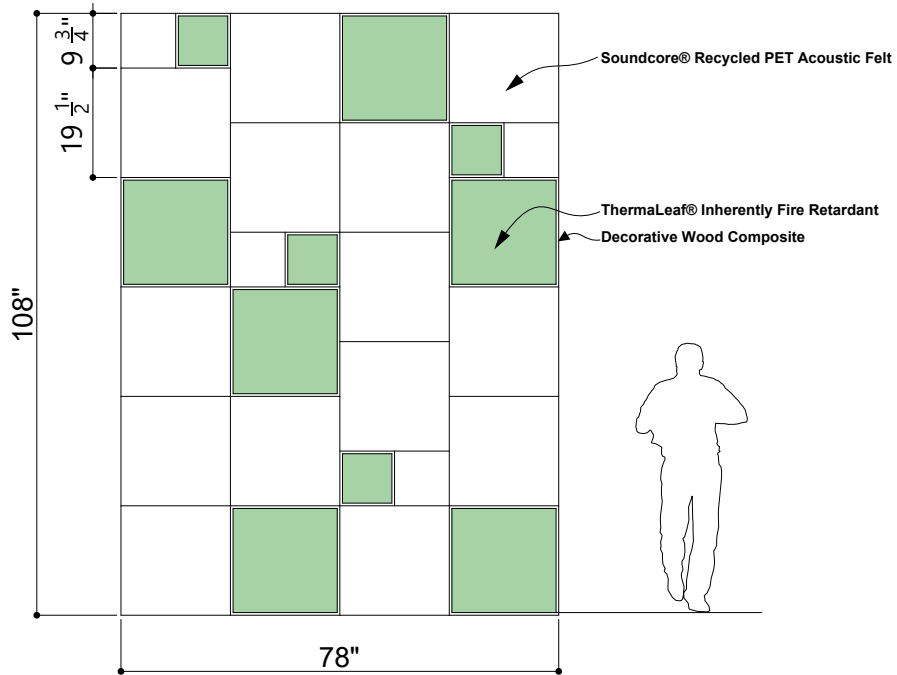 9 3/4"
19 1/2"
108"
78"
Soundcore® Recycled PET Acoustic Felt
ThermaLeaf® Inherently Fire Retardant
Decorative Wood Composite